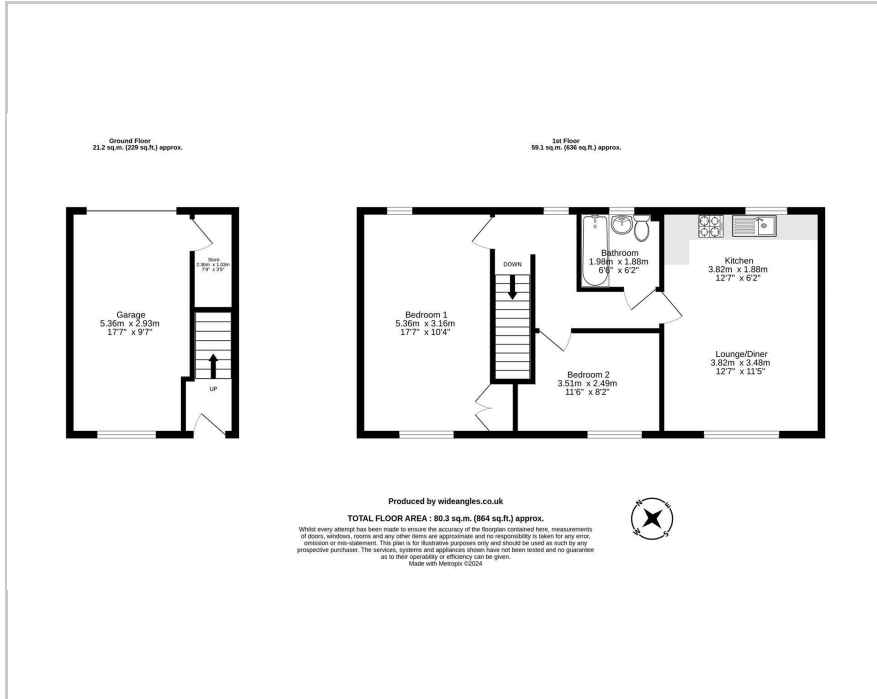 Ground Floor
21.2 sq.m. (229 sq.ft.) approx.
1st Floor
59.1 sq.m. (636 sq.ft.) approx.
Store
2.36m x 1.03m
7'9" x 3'5"
Garage
5.36m x 2.93m
17'7" x 9'7"
UP
DOWN
Bedroom 1
5.36m x 3.16m
17'7" x 10'4"
Bathroom
1.98m x 1.88m
6'6" x 6'2"
Kitchen
3.82m x 1.88m
12'7" x 6'2"
Bedroom 2
3.51m x 2.49m
11'6" x 8'2"
Lounge/Diner
3.82m x 3.48m
12'7" x 11'5"
Produced by wideangles.co.uk
TOTAL FLOOR AREA : 80.3 sq.m. (864 sq.ft.) approx.
Whilst every attempt has been made to ensure the accuracy of the floorplan contained here, measurements
of doors, windows, rooms and any other items are approximate and no responsibility is taken for any error,
omission or mis-statement. This plan is for illustrative purposes only and should be used as such by any
prospective purchaser. The services, systems and appliances shown have not been tested and no guarantee
as to their operability or efficiency can be given.
Made with Metropix ©2024
N
E
W
S